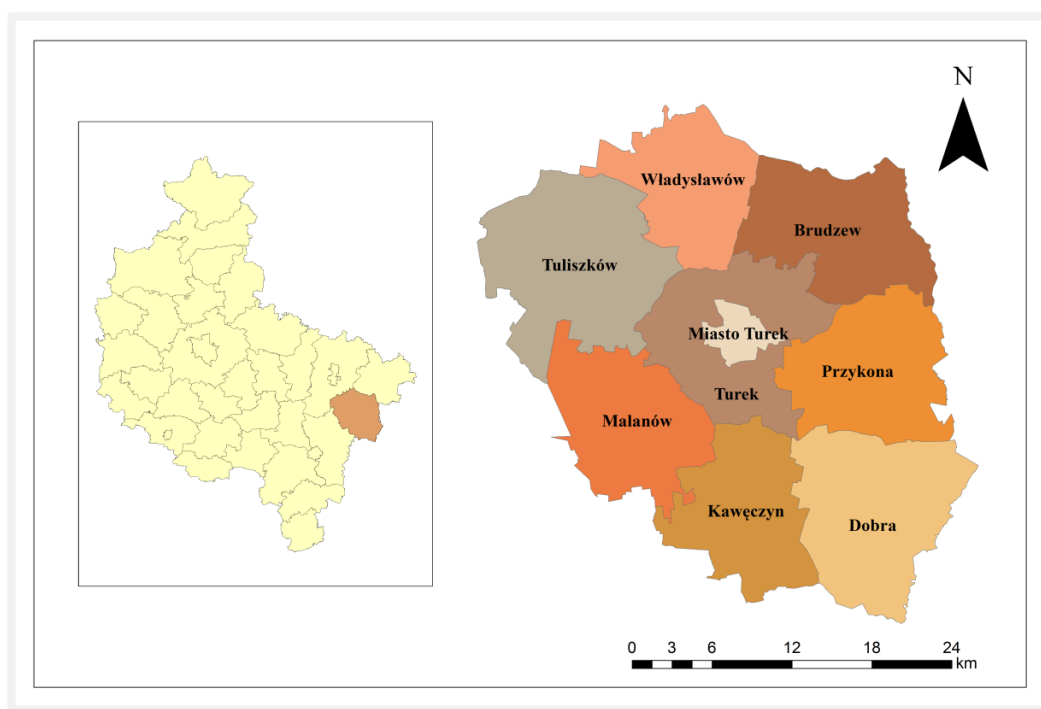 N
Władysławów
Brudzew
Tuliszków
Miasto Turek
Przykona
Turek
Malanów
Kawęczyn
Dobra
0 3 6 12 18 24
km